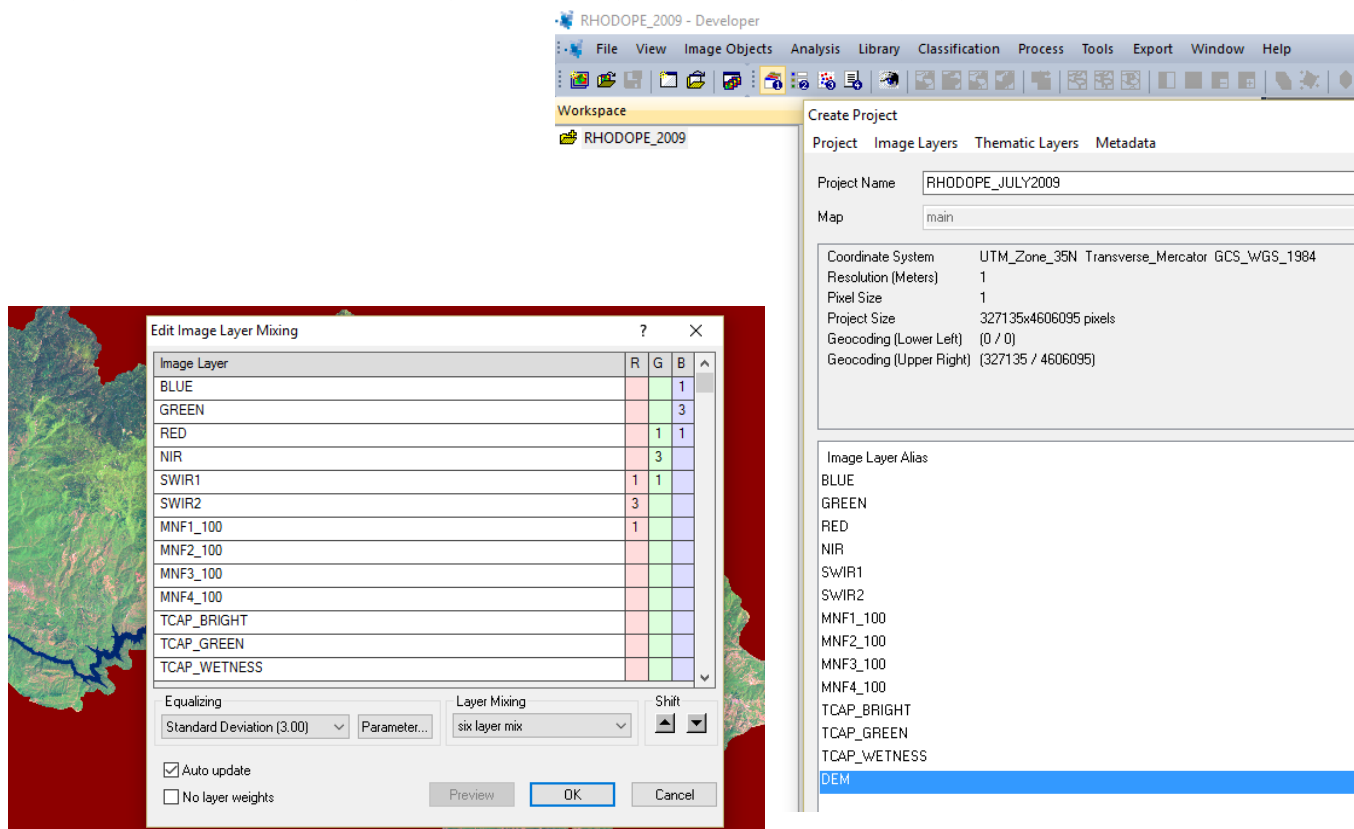 RHODOPE_2009 - Developer
File View Image Objects Analysis Library Classification Process Tools Export Window Help
Workspace
RHODOPE_2009
Create Project
Project Image Layers Thematic Layers Metadata
Project Name RHODOPE_JULY2009
Map main
Coordinate System UTM_Zone_35N Transverse_Mercator GCS_WGS_1984
Resolution (Meters) 1
Pixel Size 1
Project Size 327135x4606095 pixels
Geocoding (Lower Left) (0 / 0)
Geocoding (Upper Right) (327135 / 4606095)
Image Layer Alias
BLUE
GREEN
RED
NIR
SWIR1
SWIR2
MNF1_100
MNF2_100
MNF3_100
MNF4_100
TCAP_BRIGHT
TCAP_GREEN
TCAP_WETNESS
DEM
Edit Image Layer Mixing ?
Image Layer R G B
BLUE 1
GREEN 3
RED 1 1
NIR 3
SWIR1 1 1
SWIR2 3
MNF1_100 1
MNF2_100
MNF3_100
MNF4_100
TCAP_BRIGHT
TCAP_GREEN
TCAP_WETNESS
Equalizing Layer Mixing Shift
Standard Deviation (3.00) Parameter... six layer mix
Auto update
No layer weights Preview OK Cancel